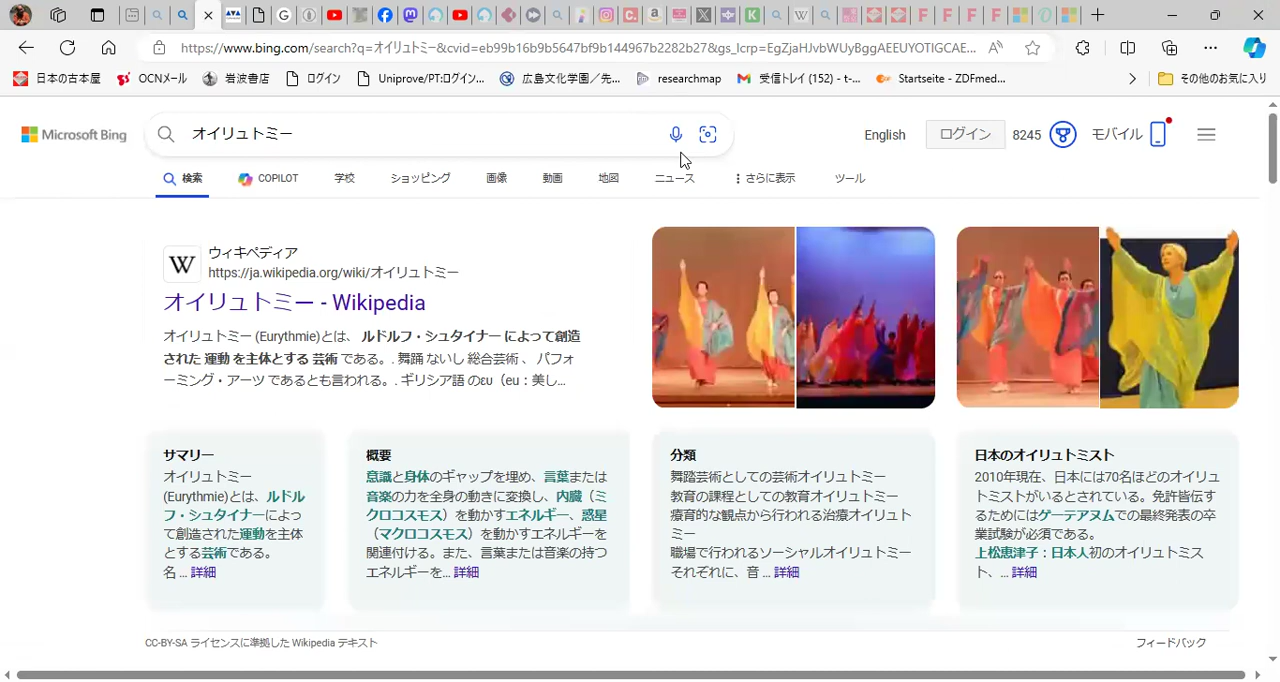 https://www.bing.com/search?q=オイリュトミー&cvid=eb99b16b9b5647bf9b144967b2282b27&gs_lcrp=EgZjaHJvbWUyBggAEEUYOTIGCAE...
日本の古本屋 OCNメール 岩波書店 ログイン Uniprove/PT:ログイン... 広島文化学園／先... researchmap 受信トレイ (152) - t-... Startseite - ZDFmed... その他のお気に入り
Microsoft Bing オイリュトミー English ログイン 8245 モバイル
検索 COPILOT 学校 ショッピング 画像 動画 地図 ニュース さらに表示 ツール
W ウィキペディア
https://ja.wikipedia.org/wiki/オイリュトミー
オイリュトミー - Wikipedia
オイリュトミー (Eurythmie)とは、 ルドルフ・シュタイナー によって創造
された 運動 を主体とする 芸術 である。. 舞踊 ないし 総合芸術 、 パフォ
ーミング・アーツ であるとも言われる。. ギリシア語 のευ（eu：美し...
サマリー
オイリュトミー
(Eurythmie)とは、ルドル
フ・シュタイナーによっ
て創造された運動を主体
とする芸術である。
名 ... 詳細
概要
意識と身体のギャップを埋め、言葉または
音楽の力を全身の動きに変換し、内臓（ミ
クロコスモス）を動かすエネルギー、惑星
（マクロコスモス）を動かすエネルギーを
関連付ける。また、言葉または音楽の持つ
エネルギーを... 詳細
分類
舞踏芸術としての芸術オイリュトミー
教育の課程としての教育オイリュトミー
療育的な観点から行われる治療オイリュト
ミー
職場で行われるソーシャルオイリュトミー
それぞれに、音 ... 詳細
日本のオイリュトミスト
2010年現在、日本には70名ほどのオイリュ
トミストがいるとされている。免許皆伝す
るためにはゲーテアヌムでの最終発表の卒
業試験が必須である。
上松恵津子：日本人初のオイリュトミス
ト、... 詳細
CC-BY-SA ライセンスに準拠した Wikipedia テキスト フィードバック